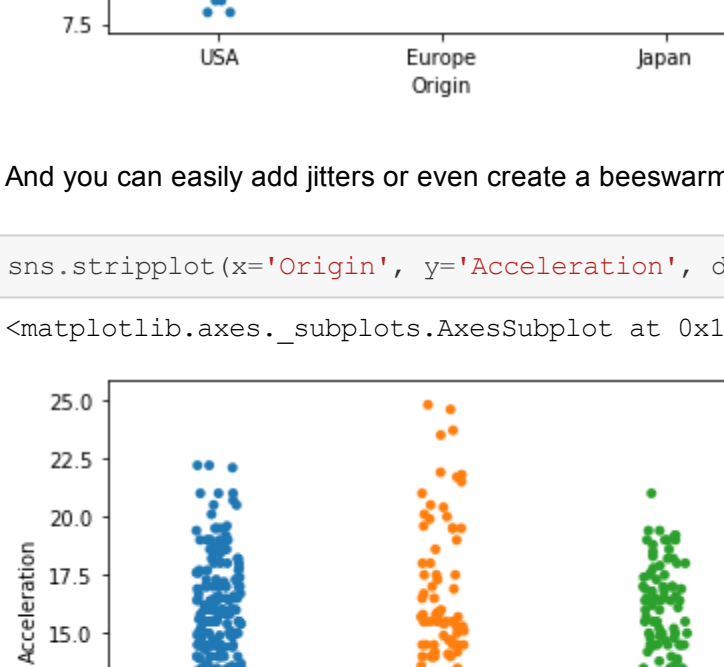 7.5
USA Europe Japan
Origin
And you can easily add jitters or even create a beeswarm
sns.stripplot(x='Origin', y='Acceleration', d
<matplotlib.axes._subplots.AxesSubplot at 0x1
25.0
22.5
20.0
17.5
15.0
Acceleration